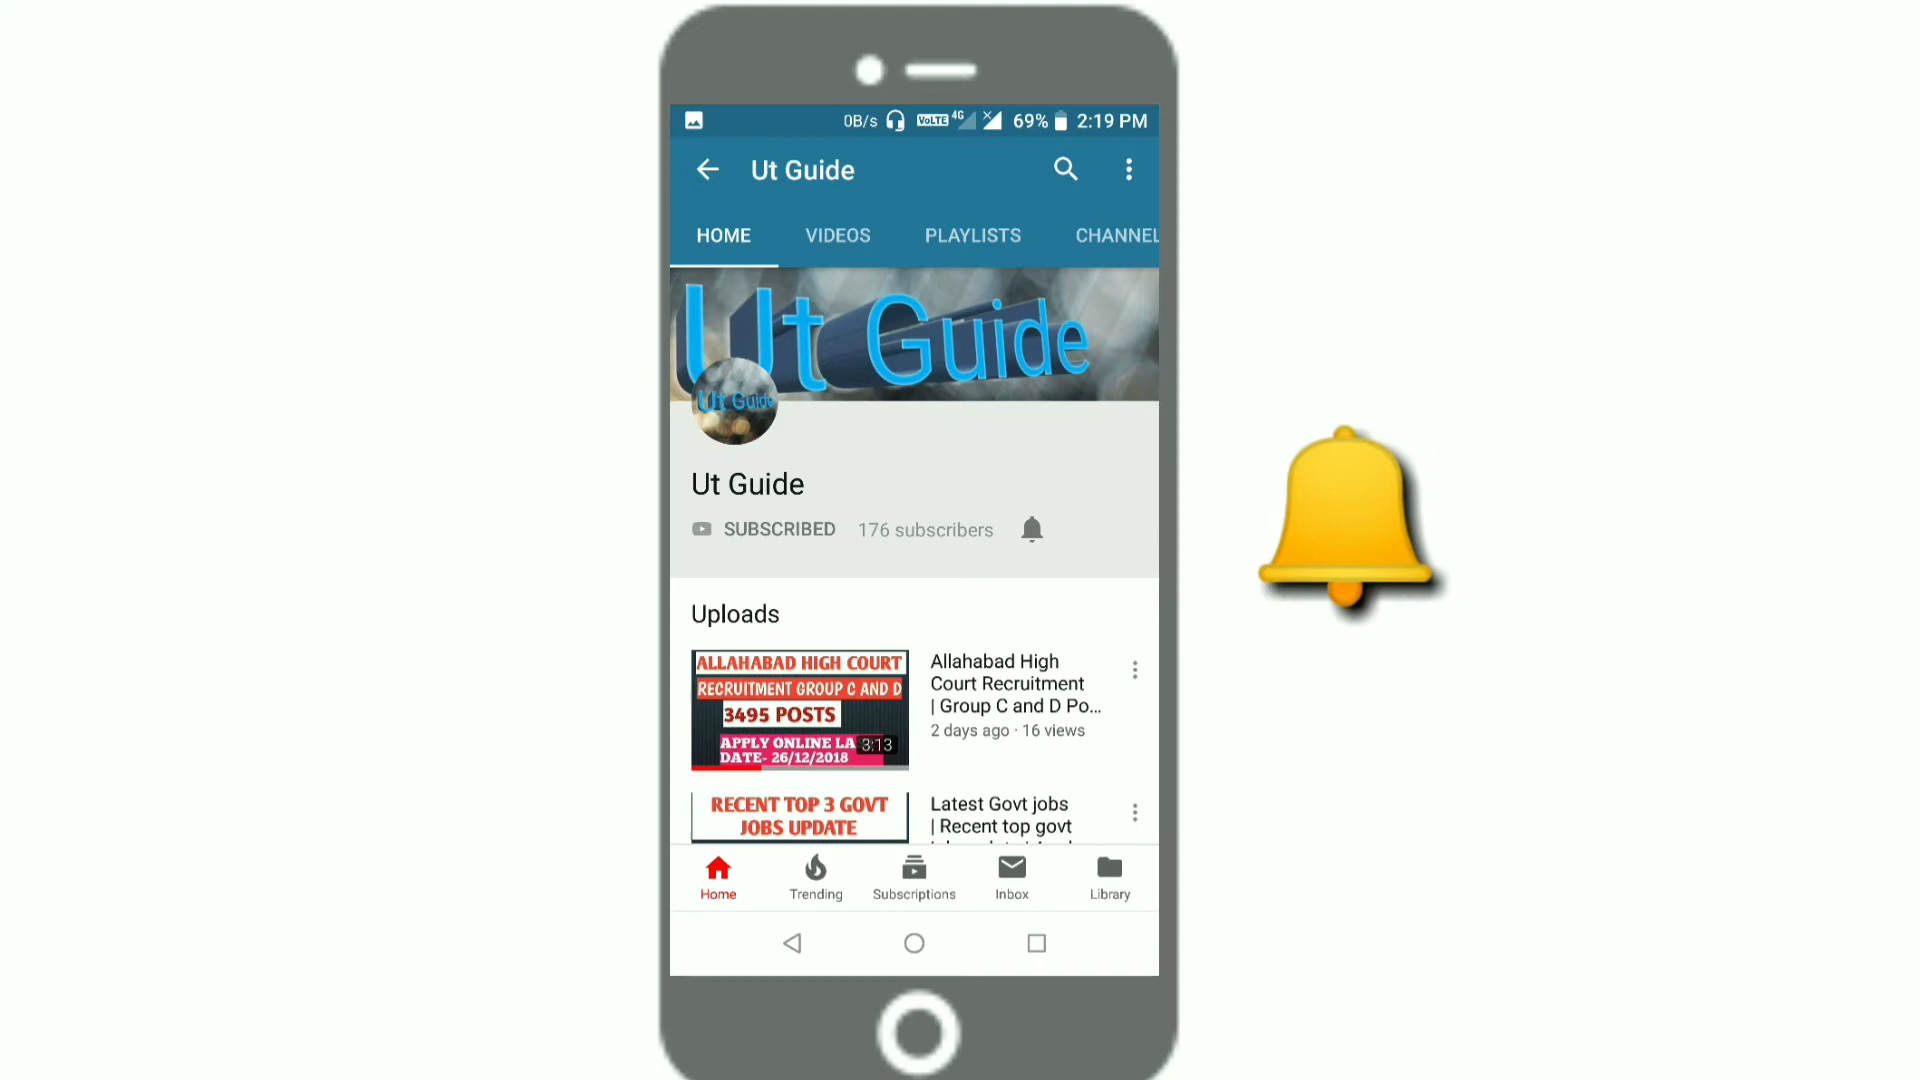 0B/s VoLTE 4G 69% 2:19 PM
Ut Guide
HOME VIDEOS PLAYLISTS CHANNEL
Ut Guide
Ut Guide
Ut Guide
SUBSCRIBED 176 subscribers
Uploads
ALLAHABAD HIGH COURT
RECRUITMENT GROUP C AND D
3495 POSTS
APPLY ONLINE LA 3:13
DATE- 26/12/2018
Allahabad High
Court Recruitment
| Group C and D Po...
2 days ago · 16 views
RECENT TOP 3 GOVT
JOBS UPDATE
Latest Govt jobs
| Recent top govt
Home Trending Subscriptions Inbox Library